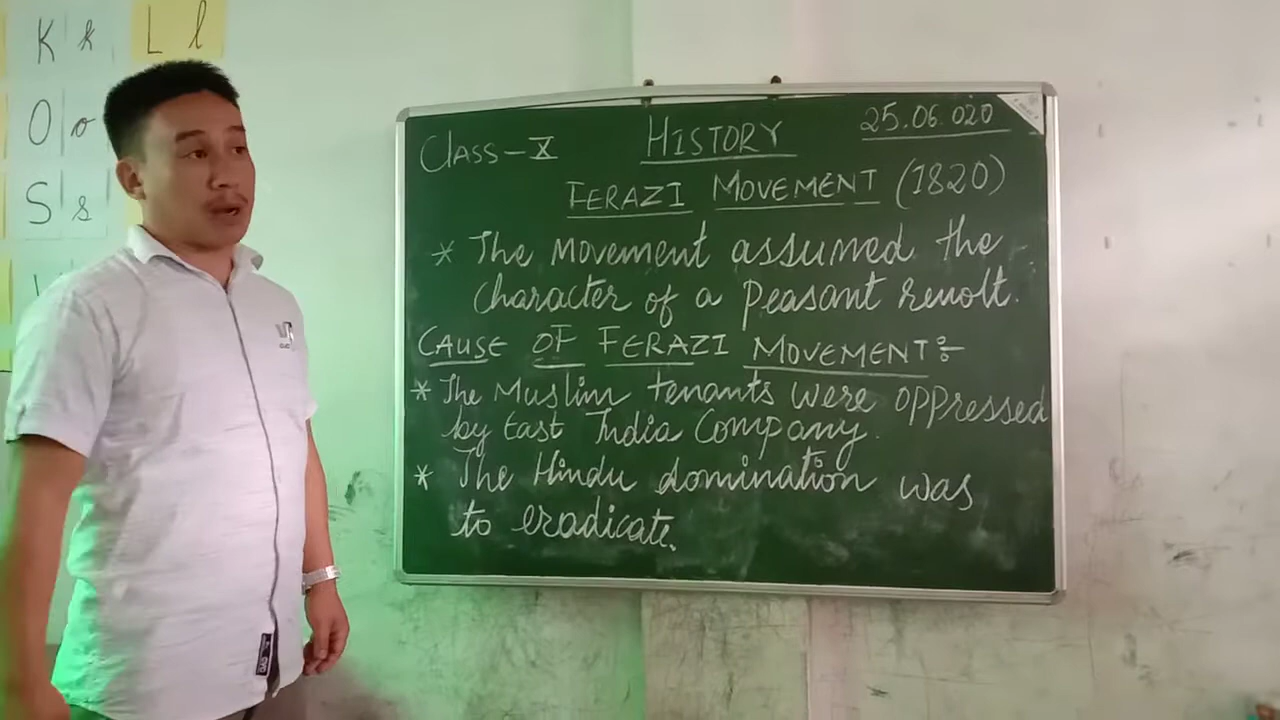 K k
L l
O o
S s
CLASS-X
HISTORY
25.06.020
FERAZI MOVEMENT (1820)
* The Movement assumed the
character of a Peasant revolt.
CAUSE OF FERAZI MOVEMENT:-
* The Muslim tenants were oppressed
by East India Company.
* The Hindu domination was
to eradicate.